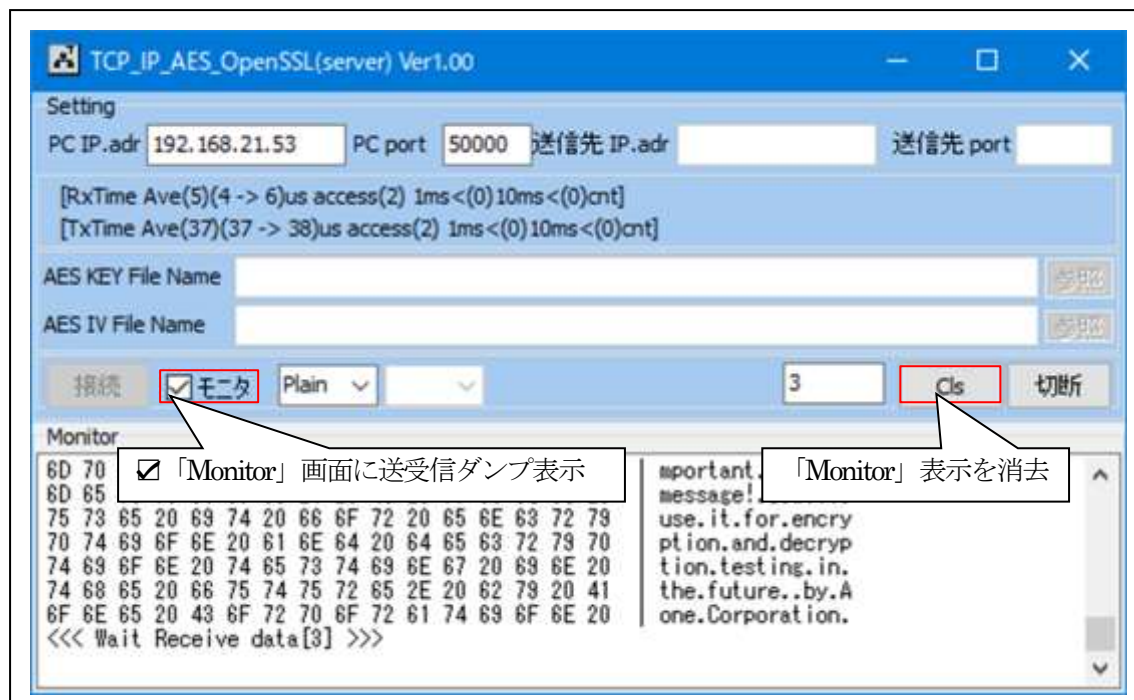 TCP_IP_AES_OpenSSL(server) Ver1.00
Setting
PC IP.adr 192.168.21.53 PC port 50000 送信先 IP.adr 送信先 port
[RxTime Ave(5)(4 -> 6)us access(2) 1ms<(0)10ms<(0)cnt]
[TxTime Ave(37)(37 -> 38)us access(2) 1ms<(0)10ms<(0)cnt]
AES KEY File Name 参照
AES IV File Name 参照
接続 モニタ Plain 3 Cls 切断
Monitor
☑「Monitor」画面に送受信ダンプ表示
「Monitor」表示を消去
6D 70 | mportant.
6D 65 message!
75 73 65 20 69 74 20 66 6F 72 20 65 6E 63 72 79 | use.it.for.encry
70 74 69 6F 6E 20 61 6E 64 20 64 65 63 72 79 70 | ption.and.decryp
74 69 6F 6E 20 74 65 73 74 69 6E 67 20 69 6E 20 | tion.testing.in.
74 68 65 20 66 75 74 75 72 65 2E 20 62 79 20 41 | the.future..by.A
6F 6E 65 20 43 6F 72 70 6F 72 61 74 69 6F 6E 20 | one.Corporation.
<<< Wait Receive data[3] >>>